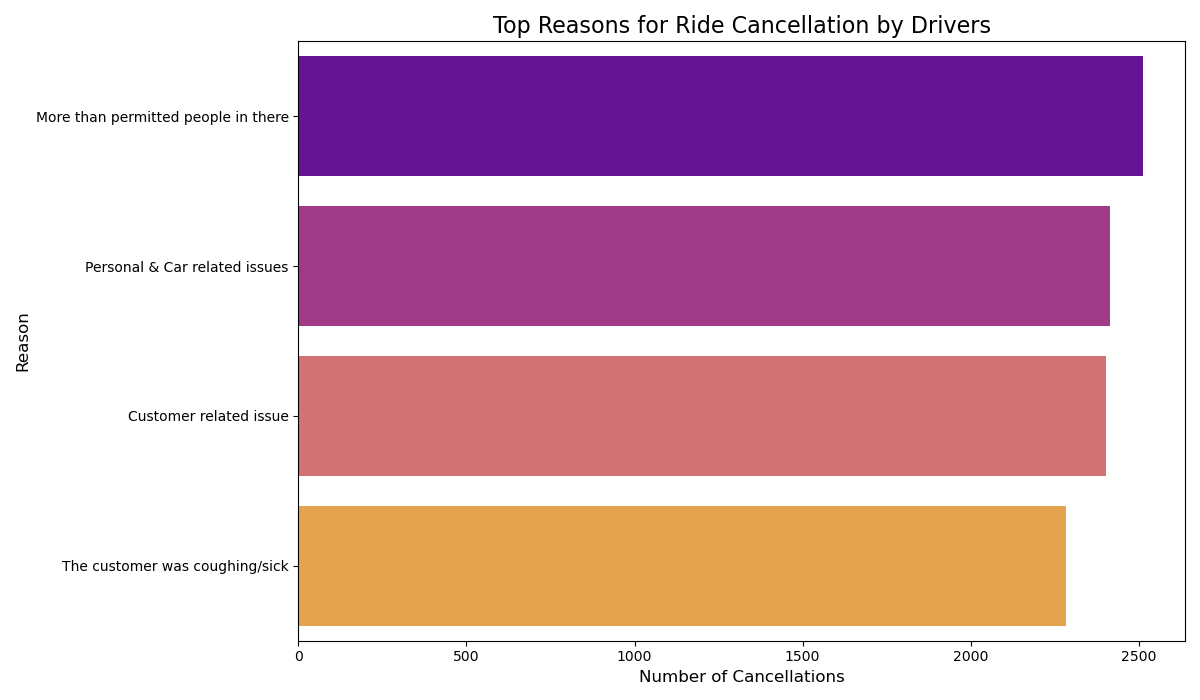 Top Reasons for Ride Cancellation by Drivers
Reason
More than permitted people in there
Personal & Car related issues
Customer related issue
The customer was coughing/sick
0 500 1000 1500 2000 2500
Number of Cancellations